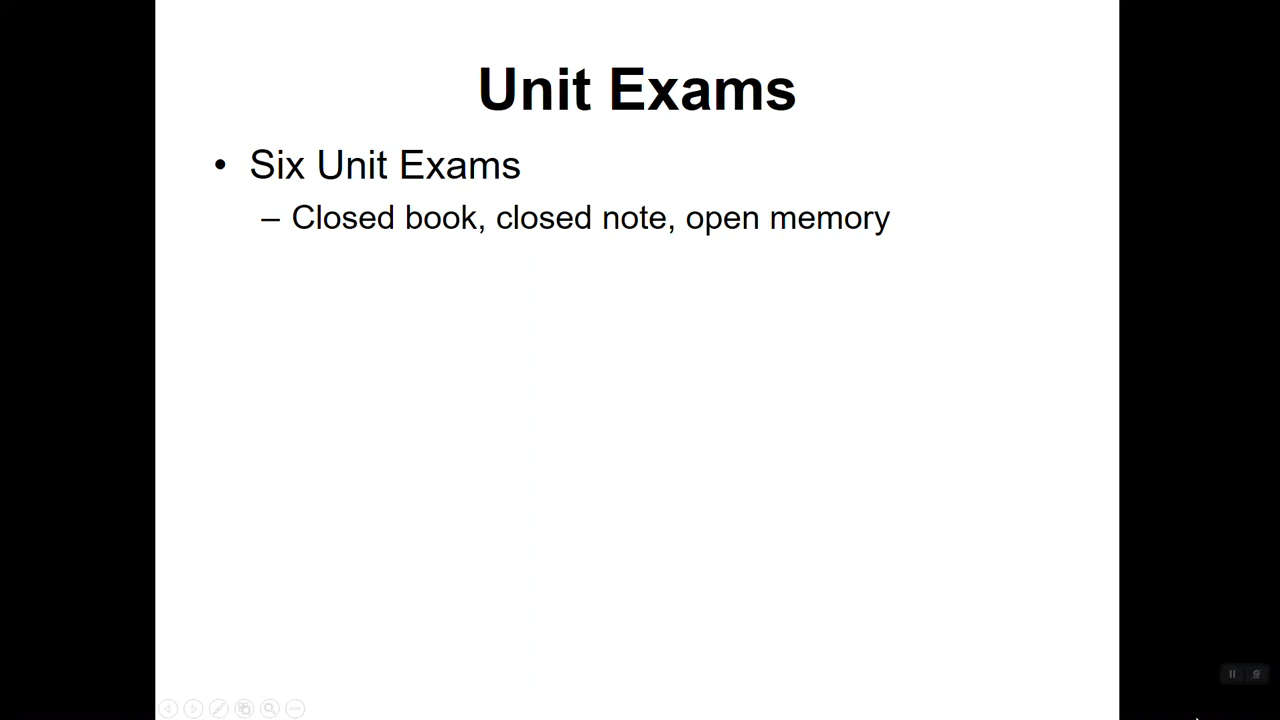 Unit Exams
• Six Unit Exams
– Closed book, closed note, open memory